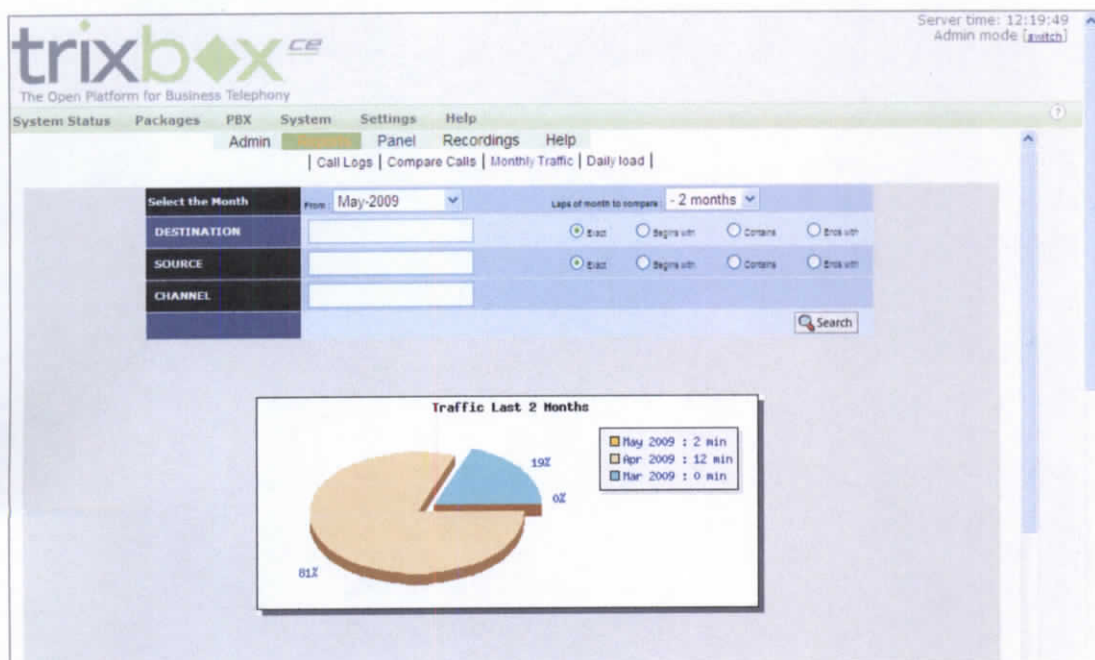 Server time: 12:19:49
Admin mode [switch]
trixbox ce
The Open Platform for Business Telephony
System Status Packages PBX System Settings Help ?
Admin Reports Panel Recordings Help
| Call Logs | Compare Calls | Monthly Traffic | Daily load |
Select the Month From : May-2009 Laps of month to compare : - 2 months
DESTINATION Exact Begins with Contains Ends with
SOURCE Exact Begins with Contains Ends with
CHANNEL
Search
Traffic Last 2 Months
May 2009 : 2 min
Apr 2009 : 12 min
Mar 2009 : 0 min
19%
0%
81%